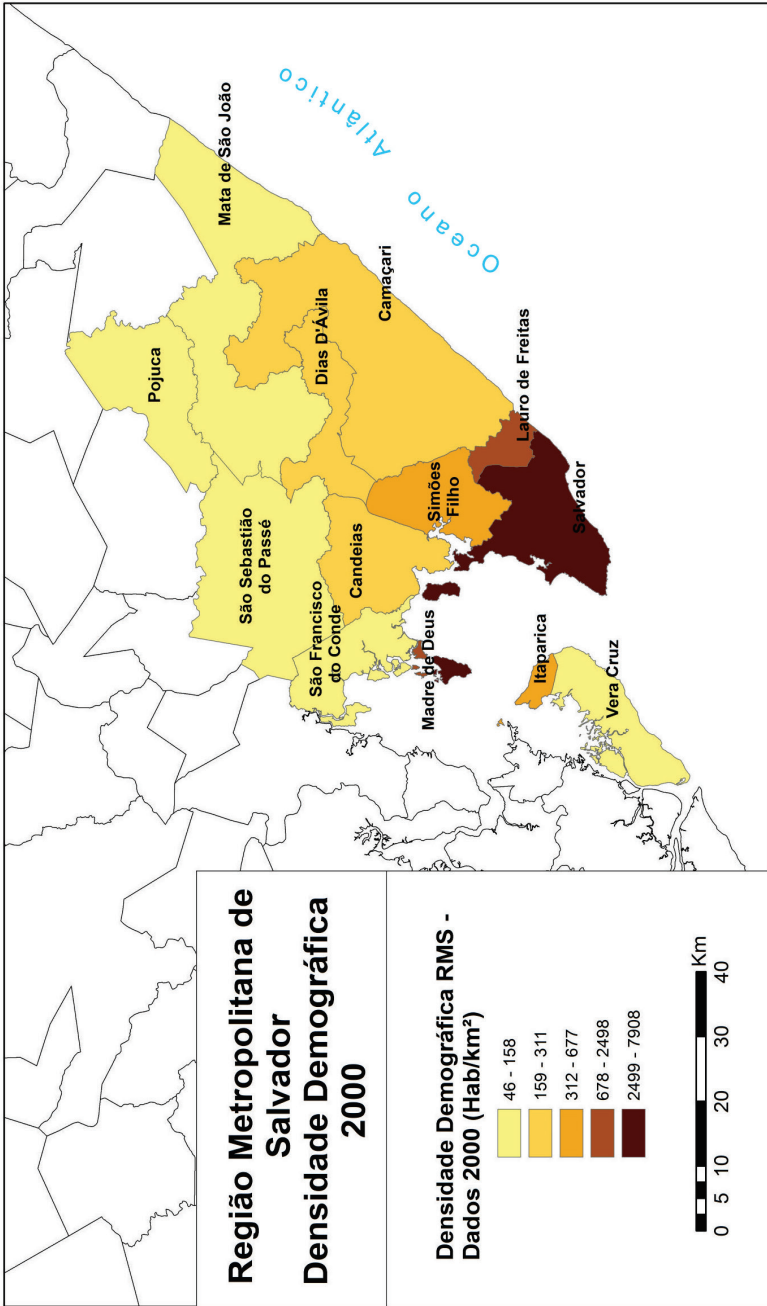 Região Metropolitana de
Salvador
Densidade Demográfica
2000
Densidade Demográfica RMS -
Dados 2000 (Hab/km²)
46 - 158
159 - 311
312 - 677
678 - 2498
2499 - 7908
0 5 10 20 30 40
Km
Pojuca
Mata de São João
São Sebastião
do Passé
Dias D'Ávila
Camaçari
São Francisco
do Conde
Candeias
Simões
Filho
Lauro de Freitas
Madre de Deus
Salvador
Itaparica
Vera Cruz
Oceano Atlântico